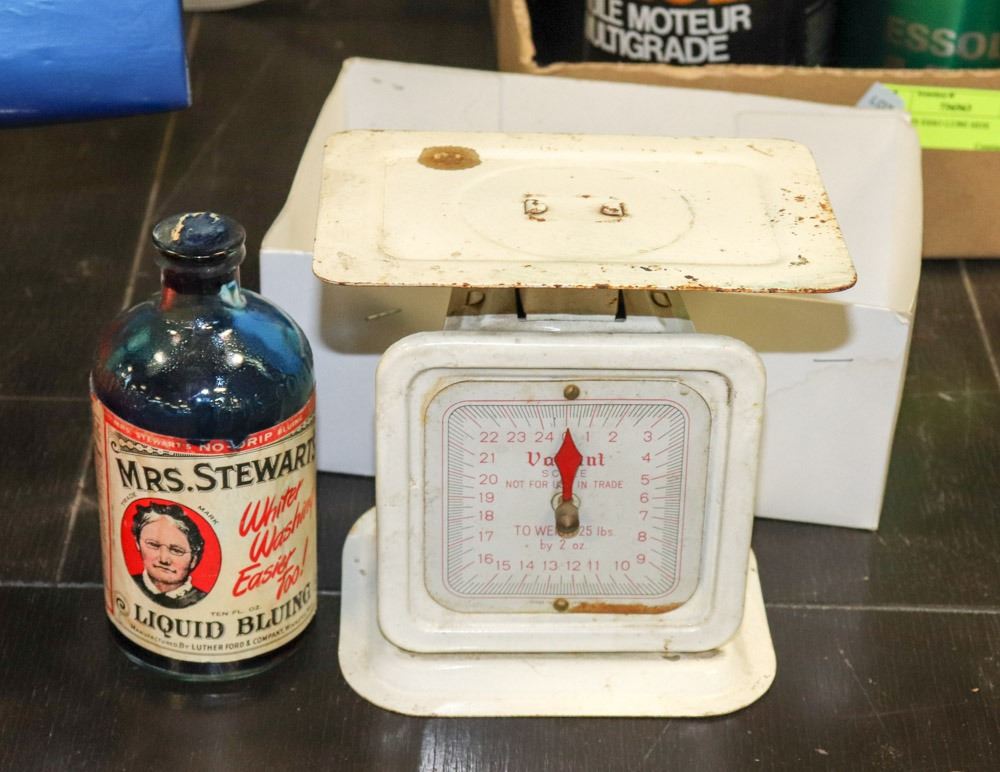 MOTEUR
MULTIGRADE
ESSO
MRS. STEWART'S NO-DRIP BLUING
MRS. STEWART'S
TRADE MARK
Whiter
Washing
Easier
Too!
TEN FL. OZ.
LIQUID BLUING
MANUFACTURED BY LUTHER FORD & COMPANY,
22 23 24 1 2 3
21 4
20 5
19 6
18 7
17 8
16 15 14 13 12 11 10 9
SCALE
NOT FOR USE IN TRADE
TO WEIGH 25 lbs.
by 2 oz.